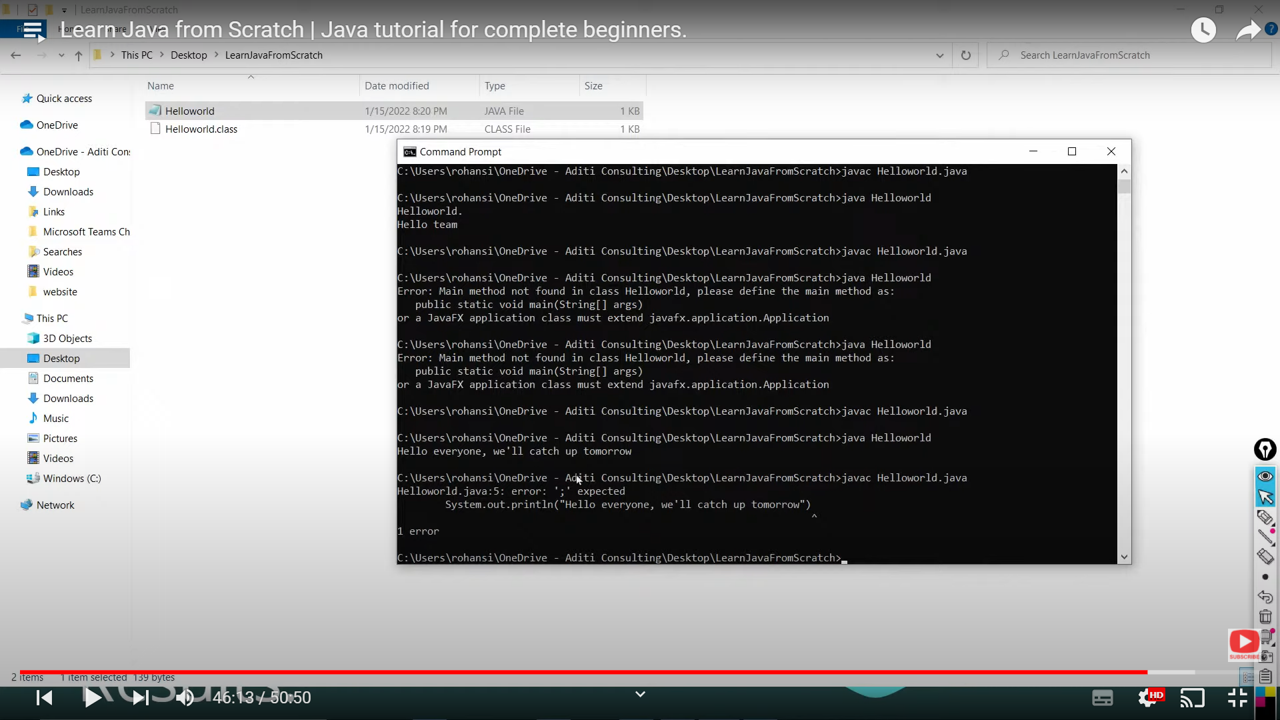 LearnJavaFromScratch
Learn Java from Scratch | Java tutorial for complete beginners.
This PC
Desktop
LearnJavaFromScratch
Search LearnJavaFromScratch
Name
Date modified
Type
Size
Quick access
OneDrive
OneDrive - Aditi Cons
Desktop
Downloads
Links
Microsoft Teams Ch
Searches
Videos
website
This PC
3D Objects
Desktop
Documents
Downloads
Music
Pictures
Videos
Windows (C:)
Network
Helloworld 1/15/2022 8:20 PM JAVA File 1 KB
Helloworld.class 1/15/2022 8:19 PM CLASS File 1 KB
Command Prompt
C:\Users\rohansi\OneDrive - Aditi Consulting\Desktop\LearnJavaFromScratch>javac Helloworld.java
C:\Users\rohansi\OneDrive - Aditi Consulting\Desktop\LearnJavaFromScratch>java Helloworld
Helloworld.
Hello team
C:\Users\rohansi\OneDrive - Aditi Consulting\Desktop\LearnJavaFromScratch>javac Helloworld.java
C:\Users\rohansi\OneDrive - Aditi Consulting\Desktop\LearnJavaFromScratch>java Helloworld
Error: Main method not found in class Helloworld, please define the main method as:
public static void main(String[] args)
or a JavaFX application class must extend javafx.application.Application
C:\Users\rohansi\OneDrive - Aditi Consulting\Desktop\LearnJavaFromScratch>java Helloworld
Error: Main method not found in class Helloworld, please define the main method as:
public static void main(String[] args)
or a JavaFX application class must extend javafx.application.Application
C:\Users\rohansi\OneDrive - Aditi Consulting\Desktop\LearnJavaFromScratch>javac Helloworld.java
C:\Users\rohansi\OneDrive - Aditi Consulting\Desktop\LearnJavaFromScratch>java Helloworld
Hello everyone, we'll catch up tomorrow
C:\Users\rohansi\OneDrive - Aditi Consulting\Desktop\LearnJavaFromScratch>javac Helloworld.java
Helloworld.java:5: error: ';' expected
System.out.println("Hello everyone, we'll catch up tomorrow")
^
1 error
C:\Users\rohansi\OneDrive - Aditi Consulting\Desktop\LearnJavaFromScratch>
SUBSCRIBE
2 items 1 item selected 139 bytes
46:13 / 50:50
HD